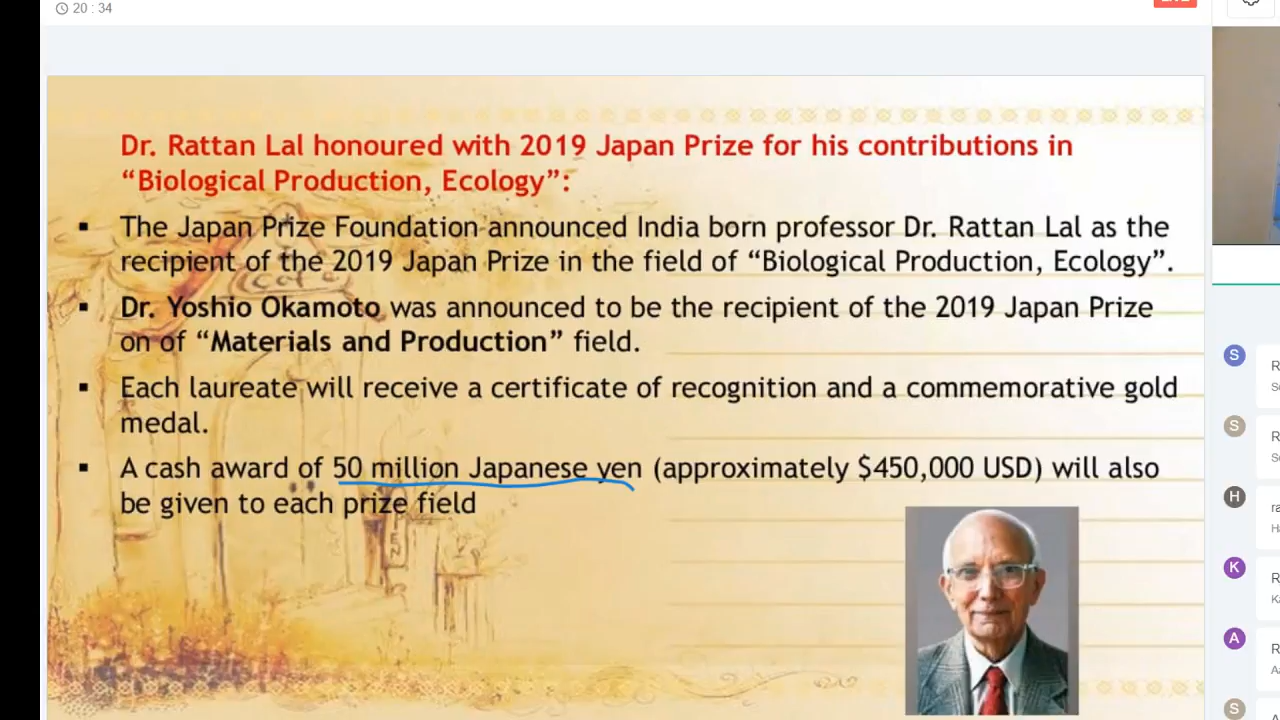 20 : 34
LIVE
Dr. Rattan Lal honoured with 2019 Japan Prize for his contributions in
“Biological Production, Ecology”:
▪ The Japan Prize Foundation announced India born professor Dr. Rattan Lal as the
recipient of the 2019 Japan Prize in the field of “Biological Production, Ecology”.
▪ Dr. Yoshio Okamoto was announced to be the recipient of the 2019 Japan Prize
on of “Materials and Production” field.
▪ Each laureate will receive a certificate of recognition and a commemorative gold
medal.
▪ A cash award of 50 million Japanese yen (approximately $450,000 USD) will also
be given to each prize field
S
S
H
K
A
S